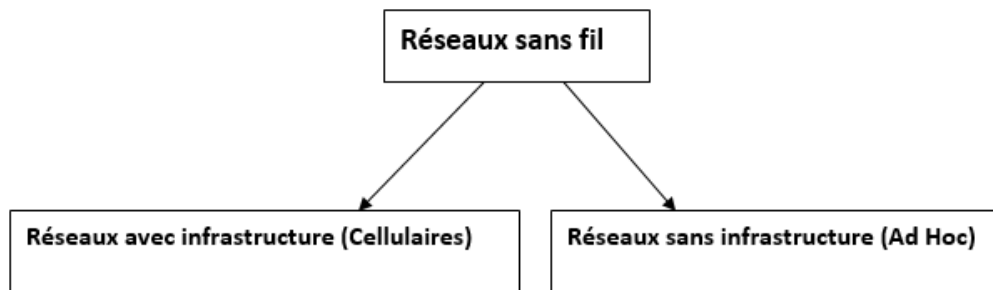 Réseaux sans fil
Réseaux avec infrastructure (Cellulaires)
Réseaux sans infrastructure (Ad Hoc)